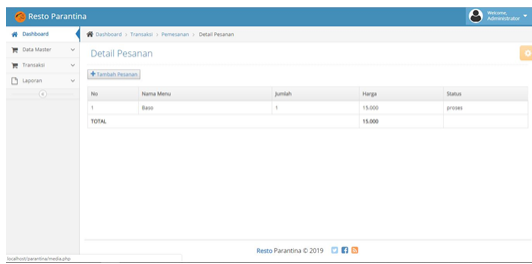 Resto Parantina
Welcome, Administrator
Dashboard
Dashboard › Transaksi › Pemesanan › Detail Pesanan
Data Master
Transaksi
Laporan
Detail Pesanan
+ Tambah Pesanan
No Nama Menu Jumlah Harga Status
1 Baso 1 15.000 proses
TOTAL 15.000
Resto Parantina © 2019
localhost/parantina/media.php